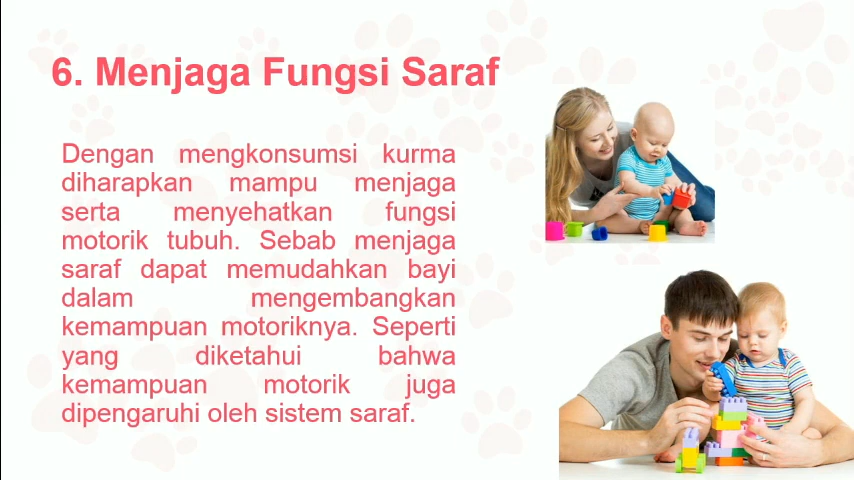 6. Menjaga Fungsi Saraf
Dengan mengkonsumsi kurma
diharapkan mampu menjaga
serta menyehatkan fungsi
motorik tubuh. Sebab menjaga
saraf dapat memudahkan bayi
dalam mengembangkan
kemampuan motoriknya. Seperti
yang diketahui bahwa
kemampuan motorik juga
dipengaruhi oleh sistem saraf.